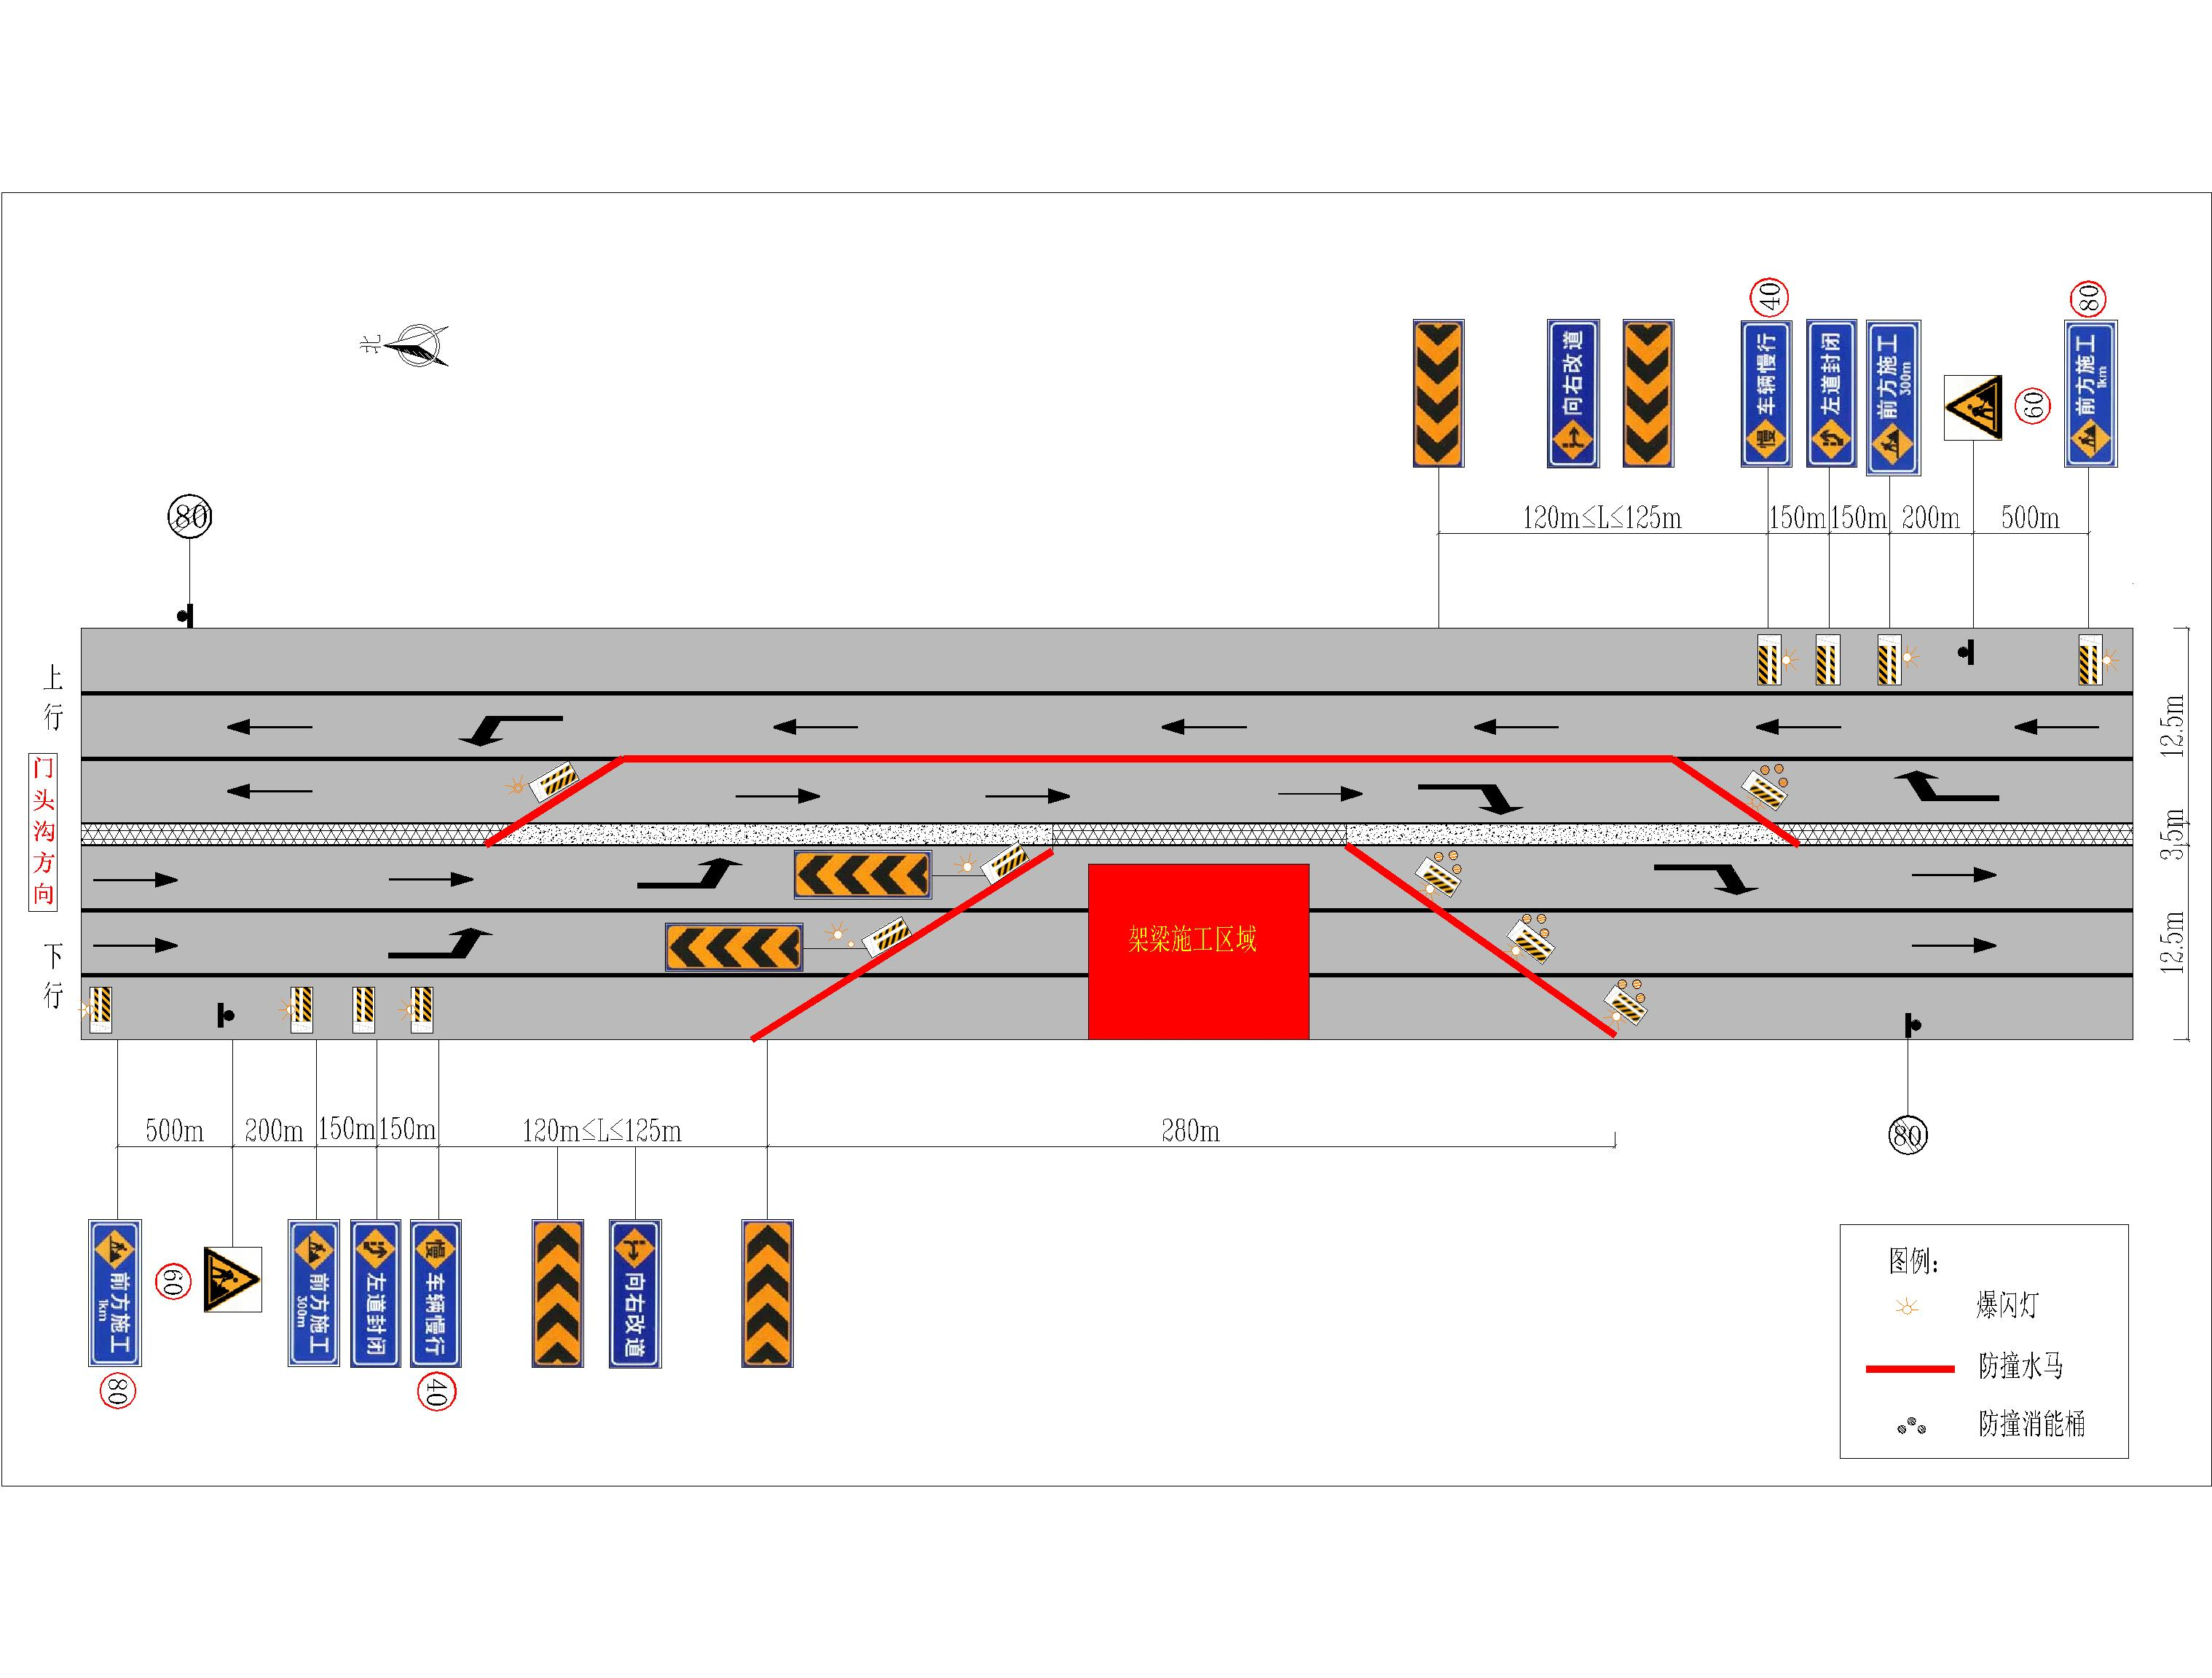 北
向右改道
40
慢 车辆慢行
左道封闭
前方施工
300m
60
80
前方施工
1km
80
120m≤L≤125m
150m
150m
200m
500m
上行
门头沟方向
下行
12.5m
3.5m
12.5m
架梁施工区域
500m
200m
150m
150m
120m≤L≤125m
280m
80
前方施工
1km
80
60
前方施工
300m
左道封闭
慢 车辆慢行
40
向右改道
图例：
爆闪灯
防撞水马
防撞消能桶